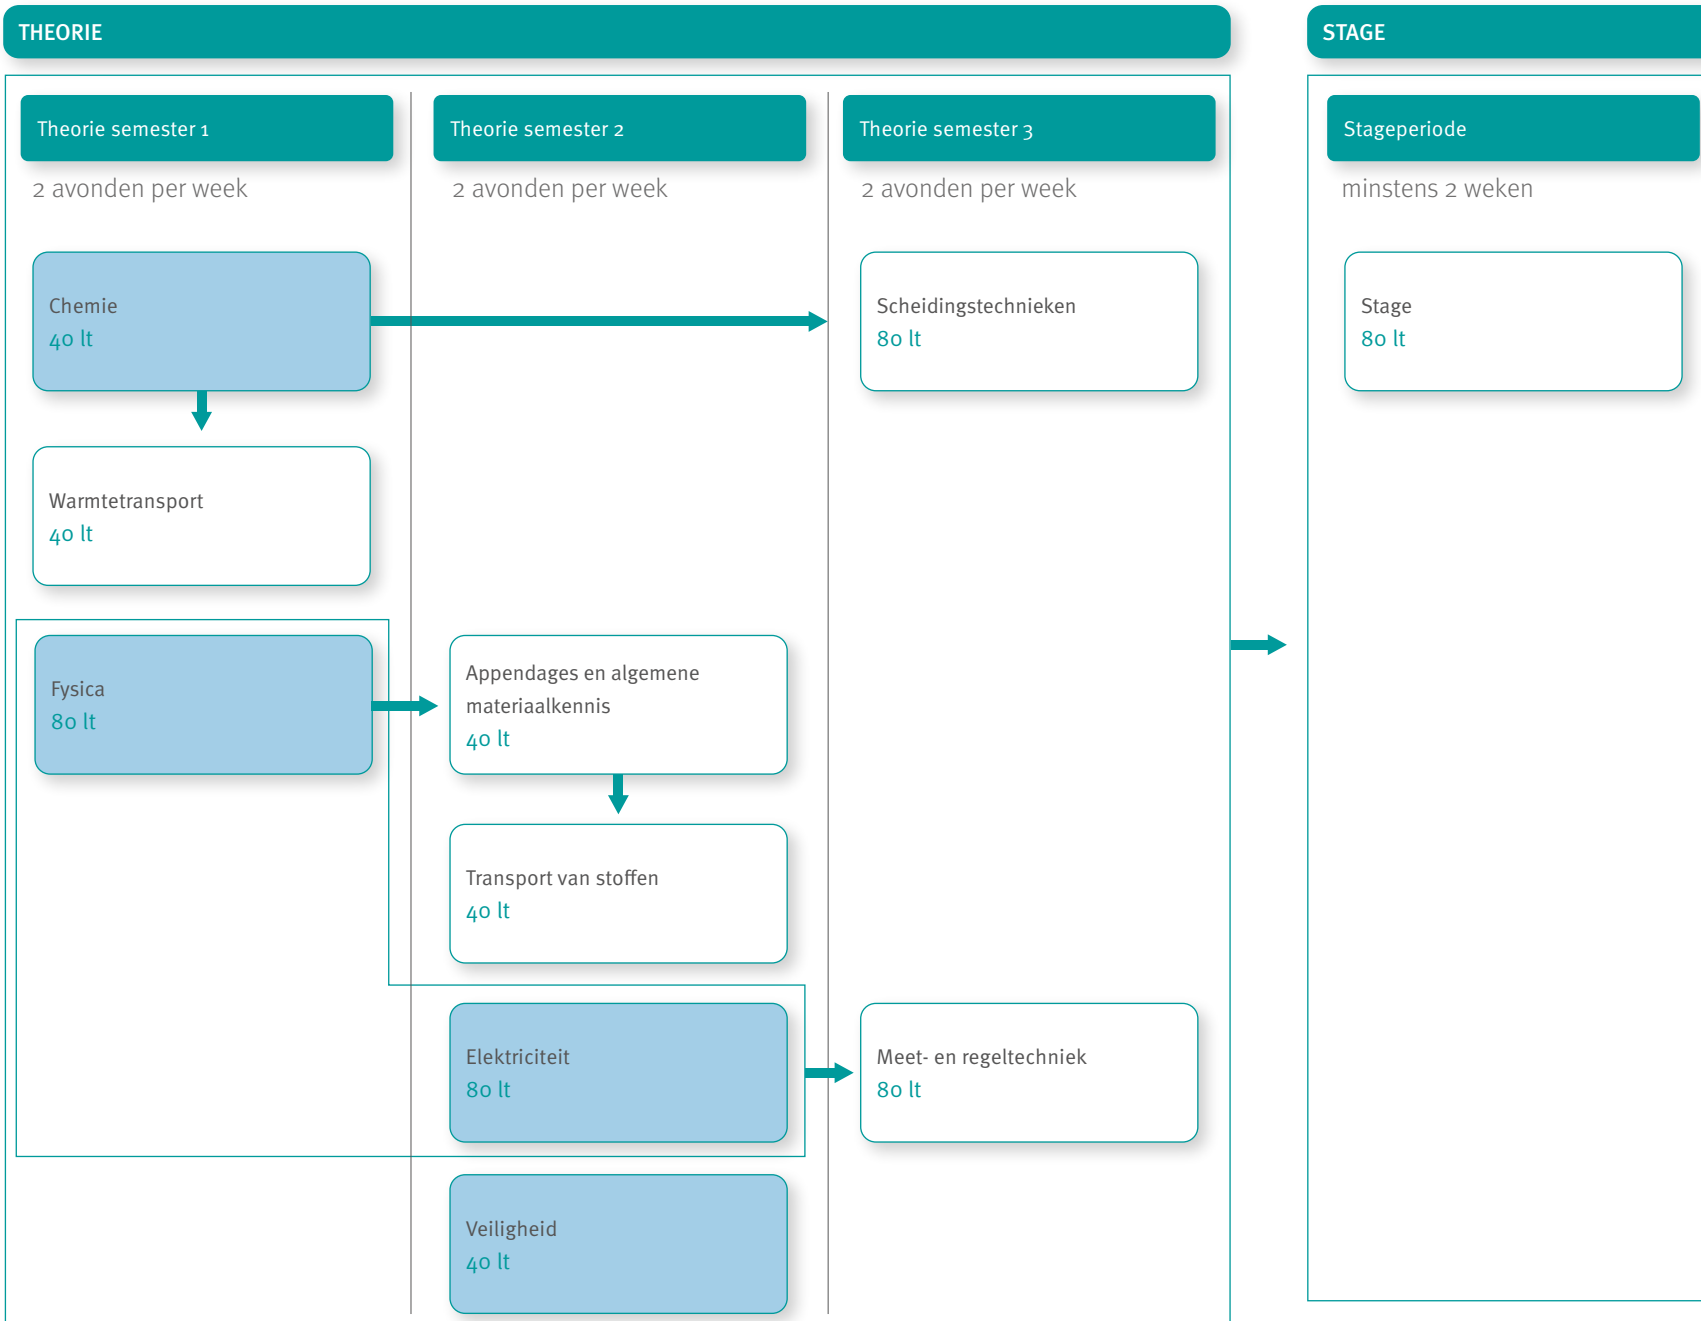 THEORIE
Theorie semester 1
2 avonden per week
Chemie
40 lt
Warmtetransport
40 lt
Fysica
80 lt
Theorie semester 2
2 avonden per week
Appendages en algemene
materiaalkennis
40 lt
Transport van stoffen
40 lt
Elektriciteit
80 lt
Veiligheid
40 lt
Theorie semester 3
2 avonden per week
Scheidingstechnieken
80 lt
Meet- en regeltechniek
80 lt
STAGE
Stageperiode
minstens 2 weken
Stage
80 lt